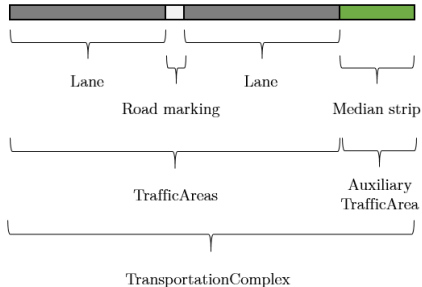 Lane
Lane
Road marking
Median strip
TrafficAreas
Auxiliary
TrafficArea
TransportationComplex